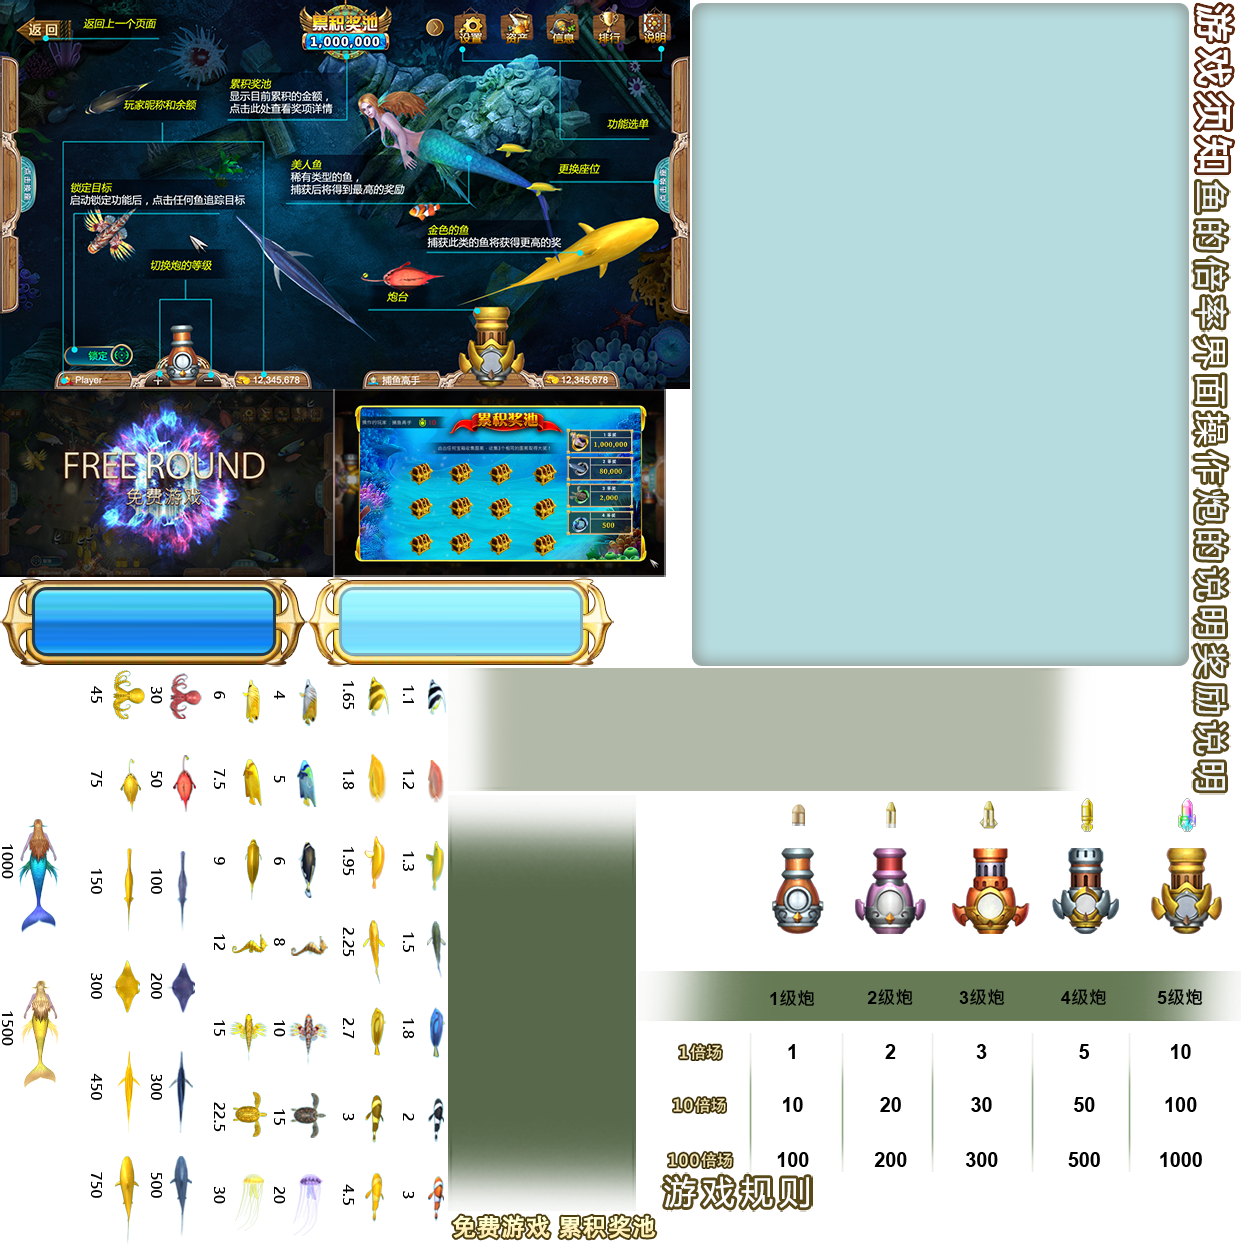 返回
返回上一个页面
累积奖池
1,000,000
设置
资产
信息
排行
说明
玩家昵称和余额
累积奖池
显示目前累积的金额，
点击此处查看奖项详情
功能选单
美人鱼
稀有类型的鱼，
捕获后将得到最高的奖励
更换座位
锁定目标
启动锁定功能后，点击任何鱼追踪目标
金色的鱼
捕获此类的鱼将获得更高的奖
切换炮的等级
炮台
锁定
Player
12,345,678
捕鱼高手
12,345,678
FREE ROUND
免费游戏
累积奖池
1,000,000
80,000
2,000
500
游戏须知
鱼的倍率
界面操作
炮的说明
奖励说明
45
30
6
4
1.65
1.1
75
50
7.5
5
1.8
1.2
1000
150
100
9
6
1.95
1.3
12
8
2.25
1.5
300
200
1500
15
10
2.7
1.8
450
300
22.5
15
3
2
750
500
30
20
4.5
3
1级炮 2级炮 3级炮 4级炮 5级炮
1倍场 1 2 3 5 10
10倍场 10 20 30 50 100
100倍场 100 200 300 500 1000
游戏规则
免费游戏 累积奖池